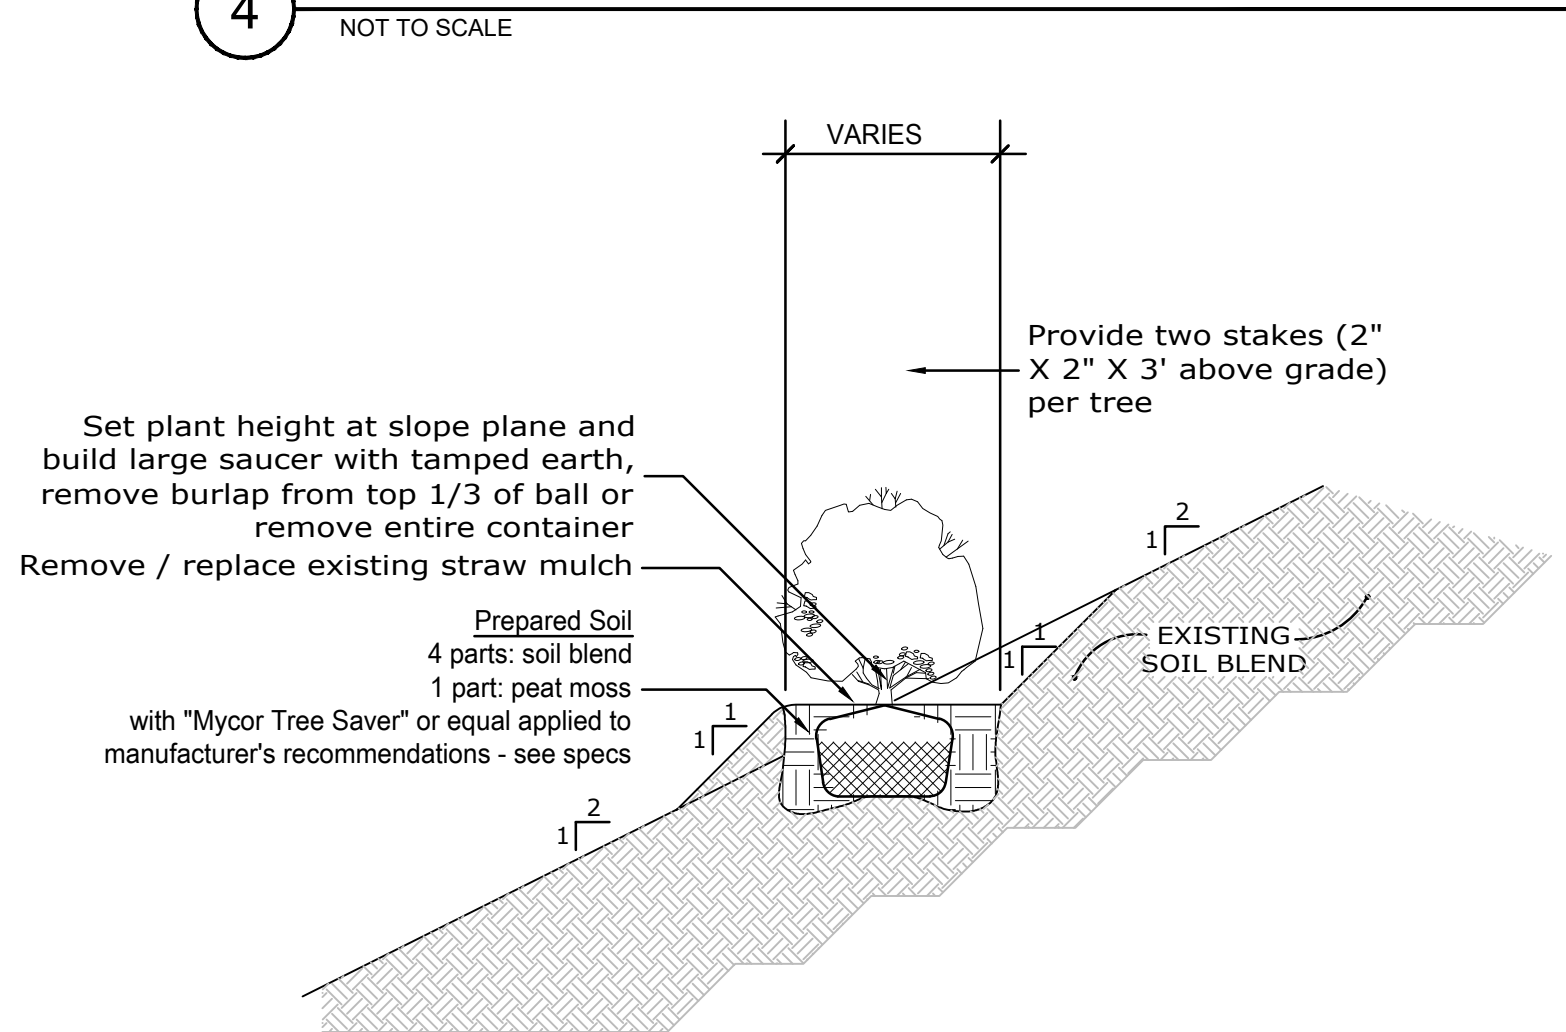 4
NOT TO SCALE
VARIES
Provide two stakes (2"
X 2" X 3' above grade)
per tree
Set plant height at slope plane and
build large saucer with tamped earth,
remove burlap from top 1/3 of ball or
remove entire container
Remove / replace existing straw mulch
Prepared Soil
4 parts: soil blend
1 part: peat moss
with "Mycor Tree Saver" or equal applied to
manufacturer's recommendations - see specs
2
1
1
1
EXISTING
SOIL BLEND
1
1
2
1